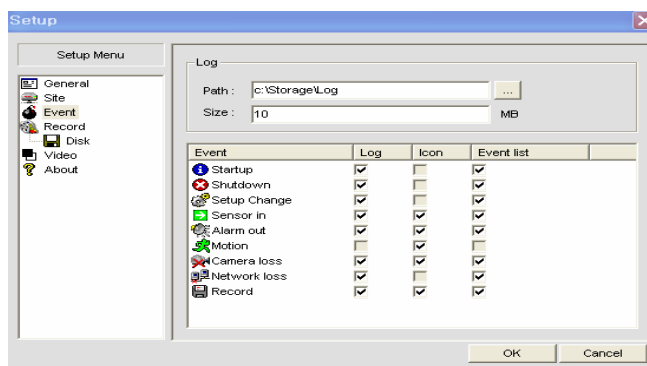 Setup
Setup Menu
General
Site
Event
Record
Disk
Video
About
Log
Path : c:\Storage\Log ...
Size : 10 MB
Event Log Icon Event list
Startup
Shutdown
Setup Change
Sensor in
Alarm out
Motion
Camera loss
Network loss
Record
OK Cancel